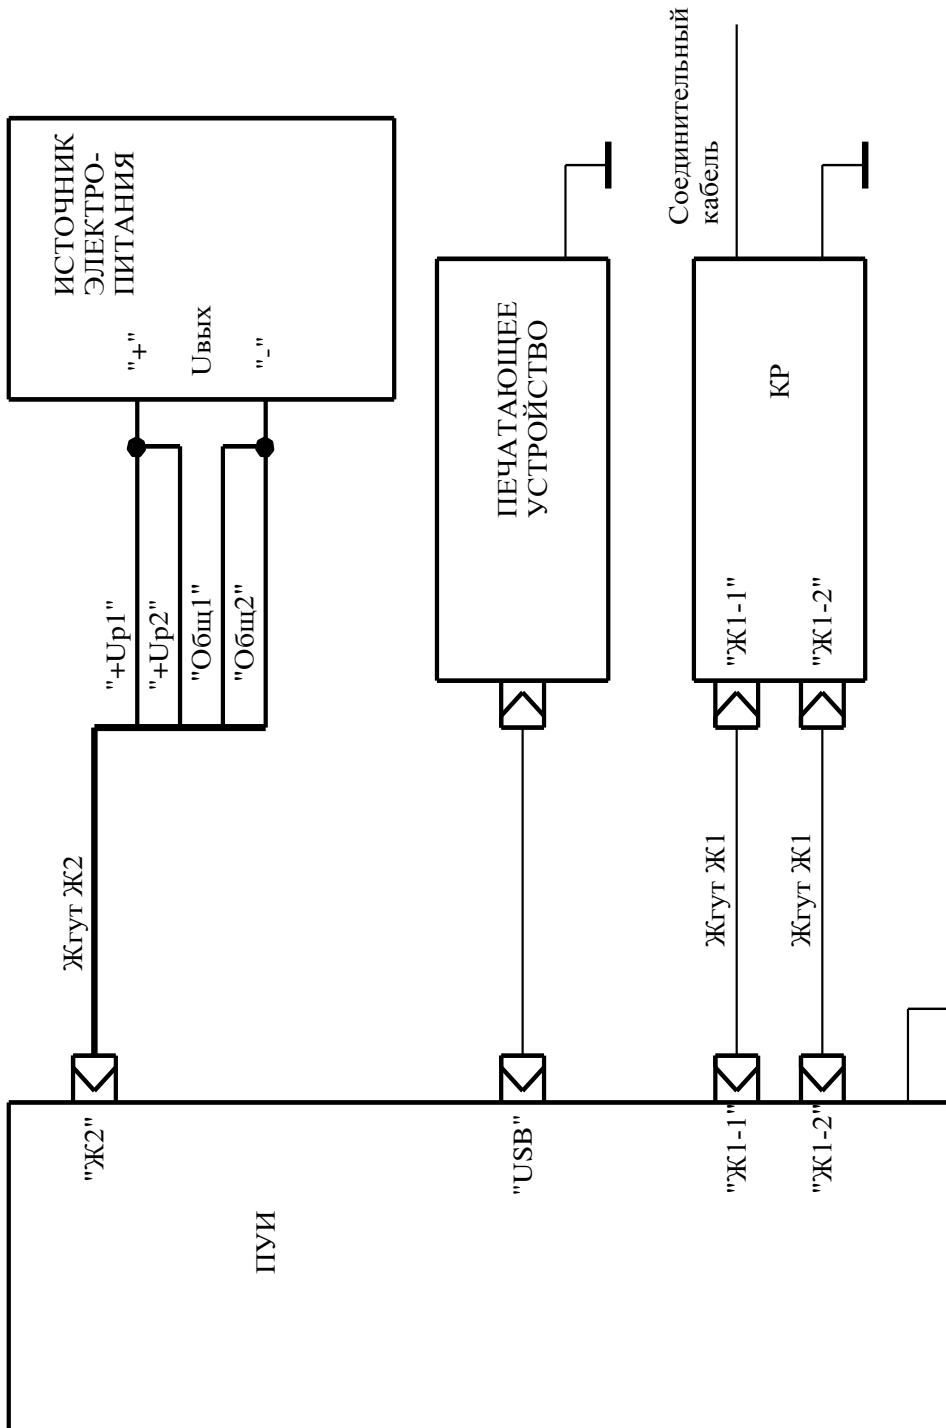 ИСТОЧНИК
ЭЛЕКТРО-
ПИТАНИЯ
"+"
Uвых
"-"
"+Uр1"
"+Uр2"
"Общ1"
"Общ2"
Жгут Ж2
"Ж2"
ПЕЧАТАЮЩЕЕ
УСТРОЙСТВО
"USB"
Соединительный
кабель
КР
"Ж1-1"
"Ж1-2"
Жгут Ж1
Жгут Ж1
"Ж1-1"
"Ж1-2"
ПУИ